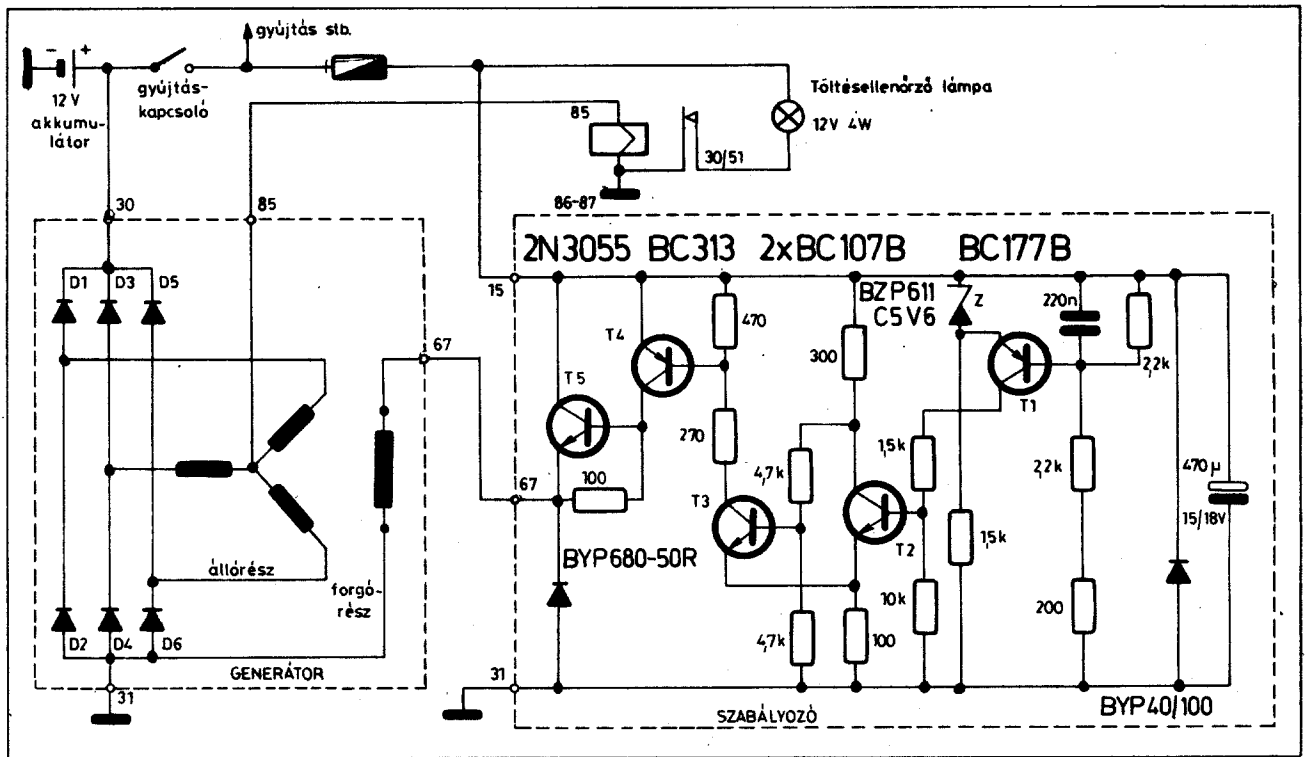 gyújtás stb.
- +
12 V
akkumu-
látor
gyújtás-
kapcsoló
85
30/51
86-87
Töltésellenőrző lámpa
12V 4W
30
85
D1 D3 D5
67
állórész
forgó-
rész
D2 D4 D6
GENERÁTOR
31
2N3055 BC313 2xBC107B BC177B
15
T4
470
BZP611
C5V6
Z
220n
2,2k
300
T5
T1
270
4,7k
1,5k
2,2k
470 µ
15/18V
67
100
T3
T2
1,5k
BYP680-50R
4,7k
100
10k
200
31
SZABÁLYOZÓ
BYP40/100